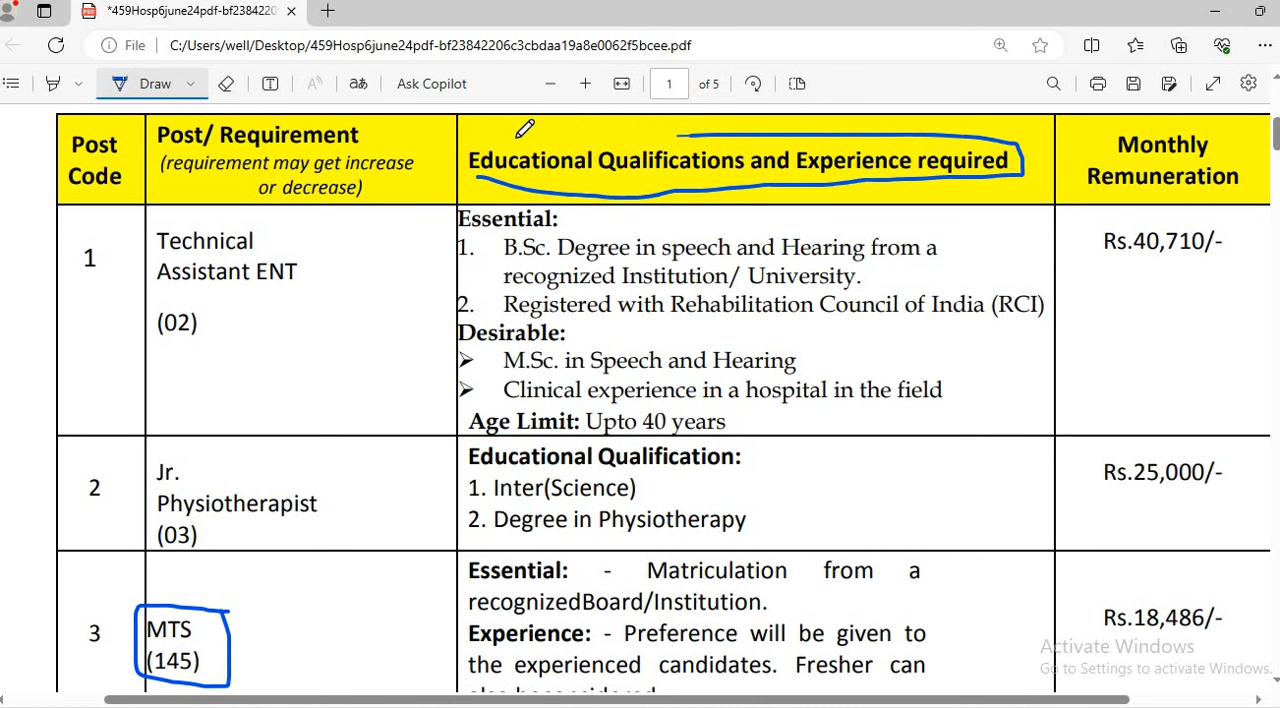 *459Hosp6june24pdf-bf2384220
File
C:/Users/well/Desktop/459Hosp6june24pdf-bf23842206c3cbdaa19a8e0062f5bcee.pdf
Draw
aあ
Ask Copilot
1
of 5
Post Code
Post/ Requirement
(requirement may get increase
or decrease)
Educational Qualifications and Experience required
Monthly
Remuneration
1
Technical
Assistant ENT
(02)
Essential:
1. B.Sc. Degree in speech and Hearing from a
recognized Institution/ University.
2. Registered with Rehabilitation Council of India (RCI)
Desirable:
➢ M.Sc. in Speech and Hearing
➢ Clinical experience in a hospital in the field
Age Limit: Upto 40 years
Rs.40,710/-
2
Jr.
Physiotherapist
(03)
Educational Qualification:
1. Inter(Science)
2. Degree in Physiotherapy
Rs.25,000/-
3
MTS
(145)
Essential: - Matriculation from a
recognizedBoard/Institution.
Experience: - Preference will be given to
the experienced candidates. Fresher can
also beconsidered
Rs.18,486/-
Activate Windows
Go to Settings to activate Windows.